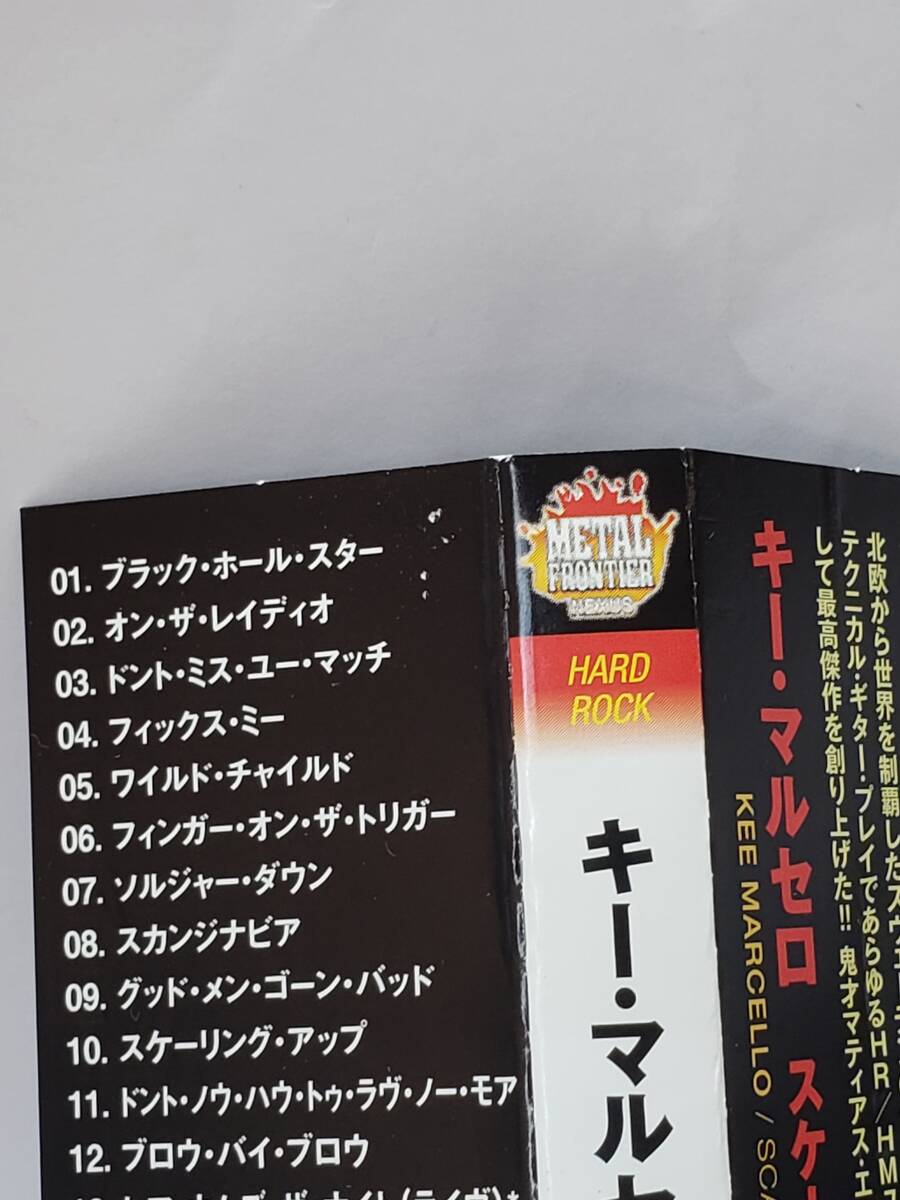 01. ブラック・ホール・スター
02. オン・ザ・レイディオ
03. ドント・ミス・ユー・マッチ
04. フィックス・ミー
05. ワイルド・チャイルド
06. フィンガー・オン・ザ・トリガー
07. ソルジャー・ダウン
08. スカンジナビア
09. グッド・メン・ゴーン・バッド
10. スケーリング・アップ
11. ドント・ノウ・ハウ・トゥ・ラヴ・ノー・モア
12. ブロウ・バイ・ブロウ
METAL
FRONTIER
NEXUS
HARD
ROCK
キー・マルセ
北欧から世界を制覇したスウェー
テクニカル・ギター・プレイであらゆるHR/HM
して最高傑作を創り上げた!! 鬼才マティアス・エ
キー・マルセロ スケー
KEE MARCELLO / SC